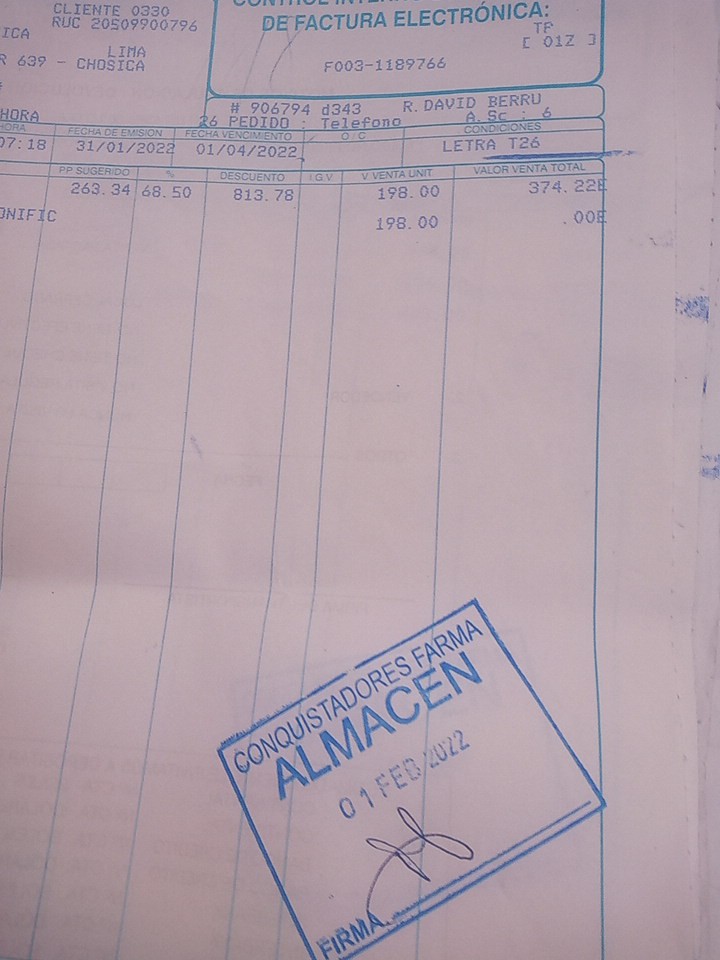 CLIENTE 0330
RUC 20509900796
ICA
LIMA
R 639 - CHOSICA
DE FACTURA ELECTRÓNICA:
TP
[ 01Z ]
F003-1189766
# 906794 d343 R. DAVID BERRU
26 PEDIDO : Telefono A. Sc : 6
HORA
HORA FECHA DE EMISION FECHA VENCIMIENTO O / C CONDICIONES
07:18 31/01/2022 01/04/2022 LETRA T26
PP SUGERIDO % DESCUENTO I.G.V. V. VENTA UNIT VALOR VENTA TOTAL
263.34 68.50 813.78 198.00 374.22E
ONIFIC 198.00 .00E
CONQUISTADORES FARMA
ALMACEN
01 FEB 2022
FIRMA